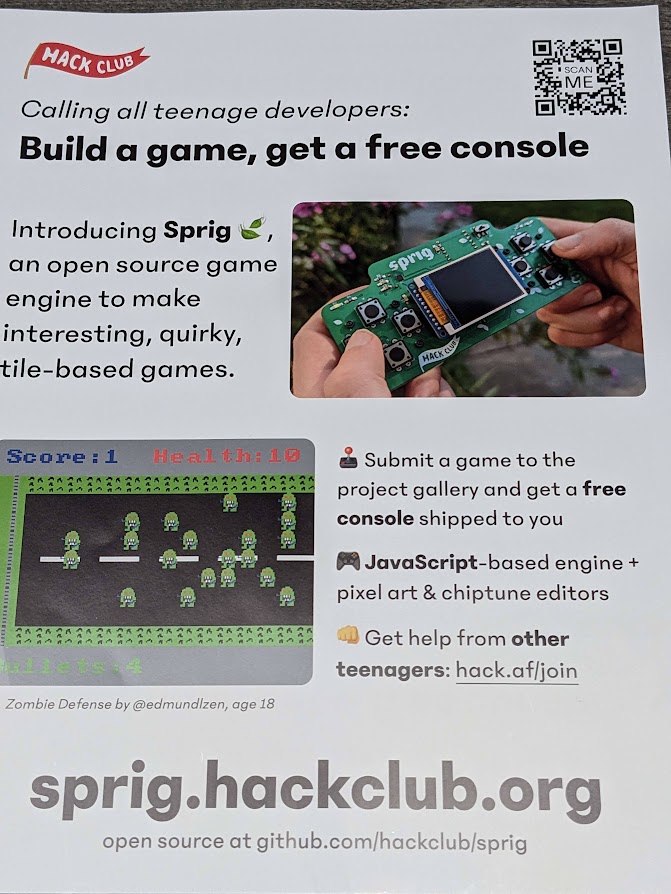 HACK CLUB
SCAN
ME
Calling all teenage developers:
Build a game, get a free console
Introducing Sprig 🌿,
an open source game
engine to make
interesting, quirky,
tile-based games.
sprig
HACK CLUB
Score:1 Health:10
Bullets:4
Zombie Defense by @edmundlzen, age 18
🕹️ Submit a game to the
project gallery and get a free
console shipped to you
🎮 JavaScript-based engine +
pixel art & chiptune editors
👊 Get help from other
teenagers: hack.af/join
sprig.hackclub.org
open source at github.com/hackclub/sprig